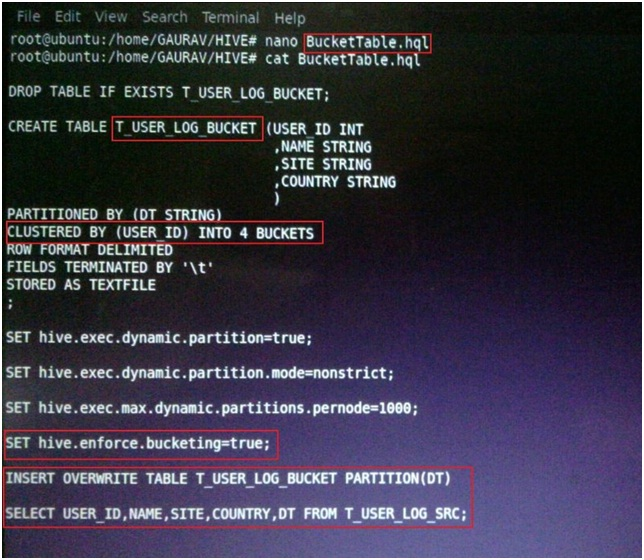 File Edit View Search Terminal Help
root@ubuntu:/home/GAURAV/HIVE# nano BucketTable.hql
root@ubuntu:/home/GAURAV/HIVE# cat BucketTable.hql
DROP TABLE IF EXISTS T_USER_LOG_BUCKET;
CREATE TABLE T_USER_LOG_BUCKET (USER_ID INT
,NAME STRING
,SITE STRING
,COUNTRY STRING
)
PARTITIONED BY (DT STRING)
CLUSTERED BY (USER_ID) INTO 4 BUCKETS
ROW FORMAT DELIMITED
FIELDS TERMINATED BY '\t'
STORED AS TEXTFILE
;
SET hive.exec.dynamic.partition=true;
SET hive.exec.dynamic.partition.mode=nonstrict;
SET hive.exec.max.dynamic.partitions.pernode=1000;
SET hive.enforce.bucketing=true;
INSERT OVERWRITE TABLE T_USER_LOG_BUCKET PARTITION(DT)
SELECT USER_ID,NAME,SITE,COUNTRY,DT FROM T_USER_LOG_SRC;